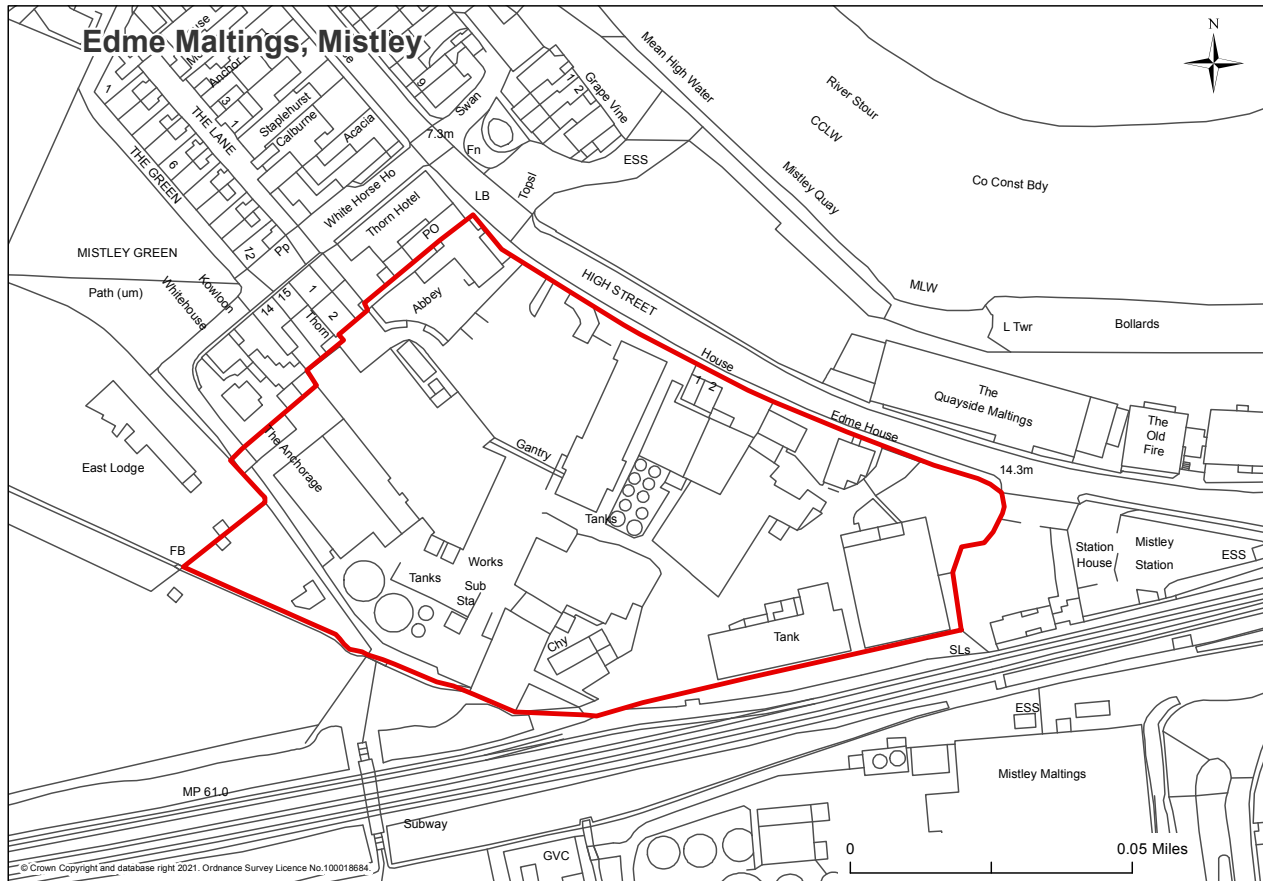 Edme Maltings, Mistley
N
Mean High Water
River Stour
CCLW
Co Const Bdy
Mistley Quay
Grape Vine
1
2
9
Swan
7.3m
Fn
ESS
Topsl
LB
Anchor
1
3
1
THE LANE
Staplehurst
Calburne
Acacia
THE GREEN
6
12
White Horse Ho
Thorn Hotel
PO
PP
MISTLEY GREEN
Path (um)
Kowloon
Whitehouse
14
15
1
2
Thorn
Abbey
HIGH STREET
House
1
2
Edme House
MLW
L Twr
Bollards
The
Quayside Maltings
The
Old
Fire
14.3m
East Lodge
The Anchorage
Gantry
Tanks
FB
Works
Tanks
Sub
Sta
Chy
Tank
Station
House
Mistley
Station
ESS
SLs
ESS
Mistley Maltings
MP 61.0
Subway
GVC
0
0.05 Miles
© Crown Copyright and database right 2021. Ordnance Survey Licence No.100018684.